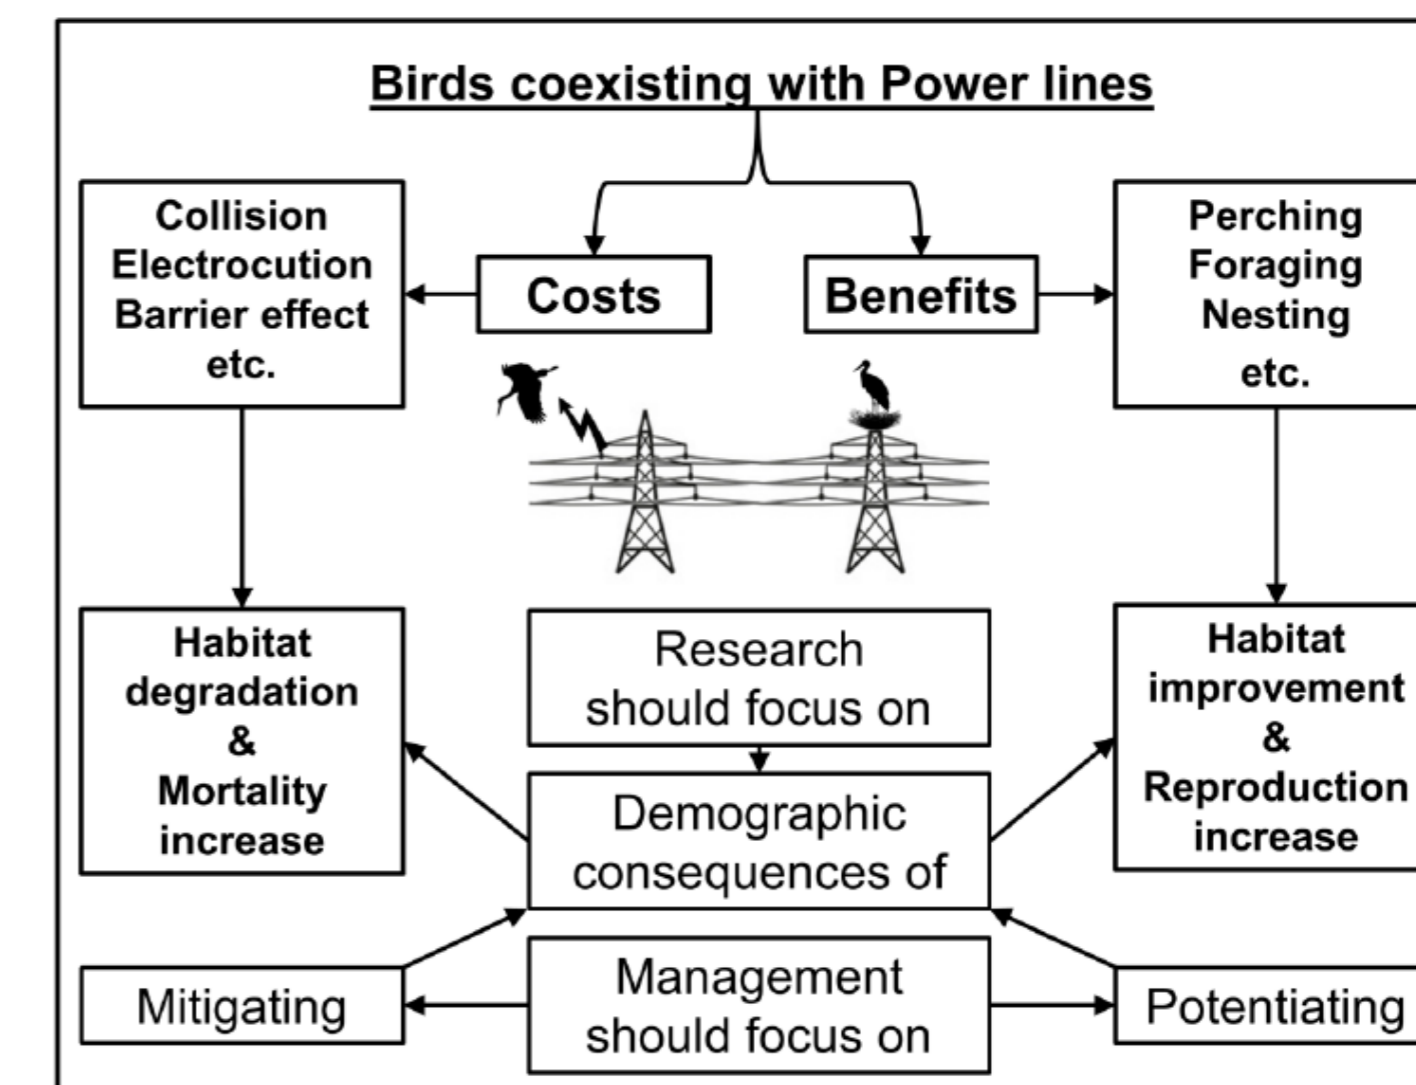 Birds coexisting with Power lines
Collision
Electrocution
Barrier effect
etc.
Costs
Benefits
Perching
Foraging
Nesting
etc.
Habitat
degradation
&
Mortality
increase
Research
should focus on
Habitat
improvement
&
Reproduction
increase
Demographic
consequences of
Mitigating
Management
should focus on
Potentiating